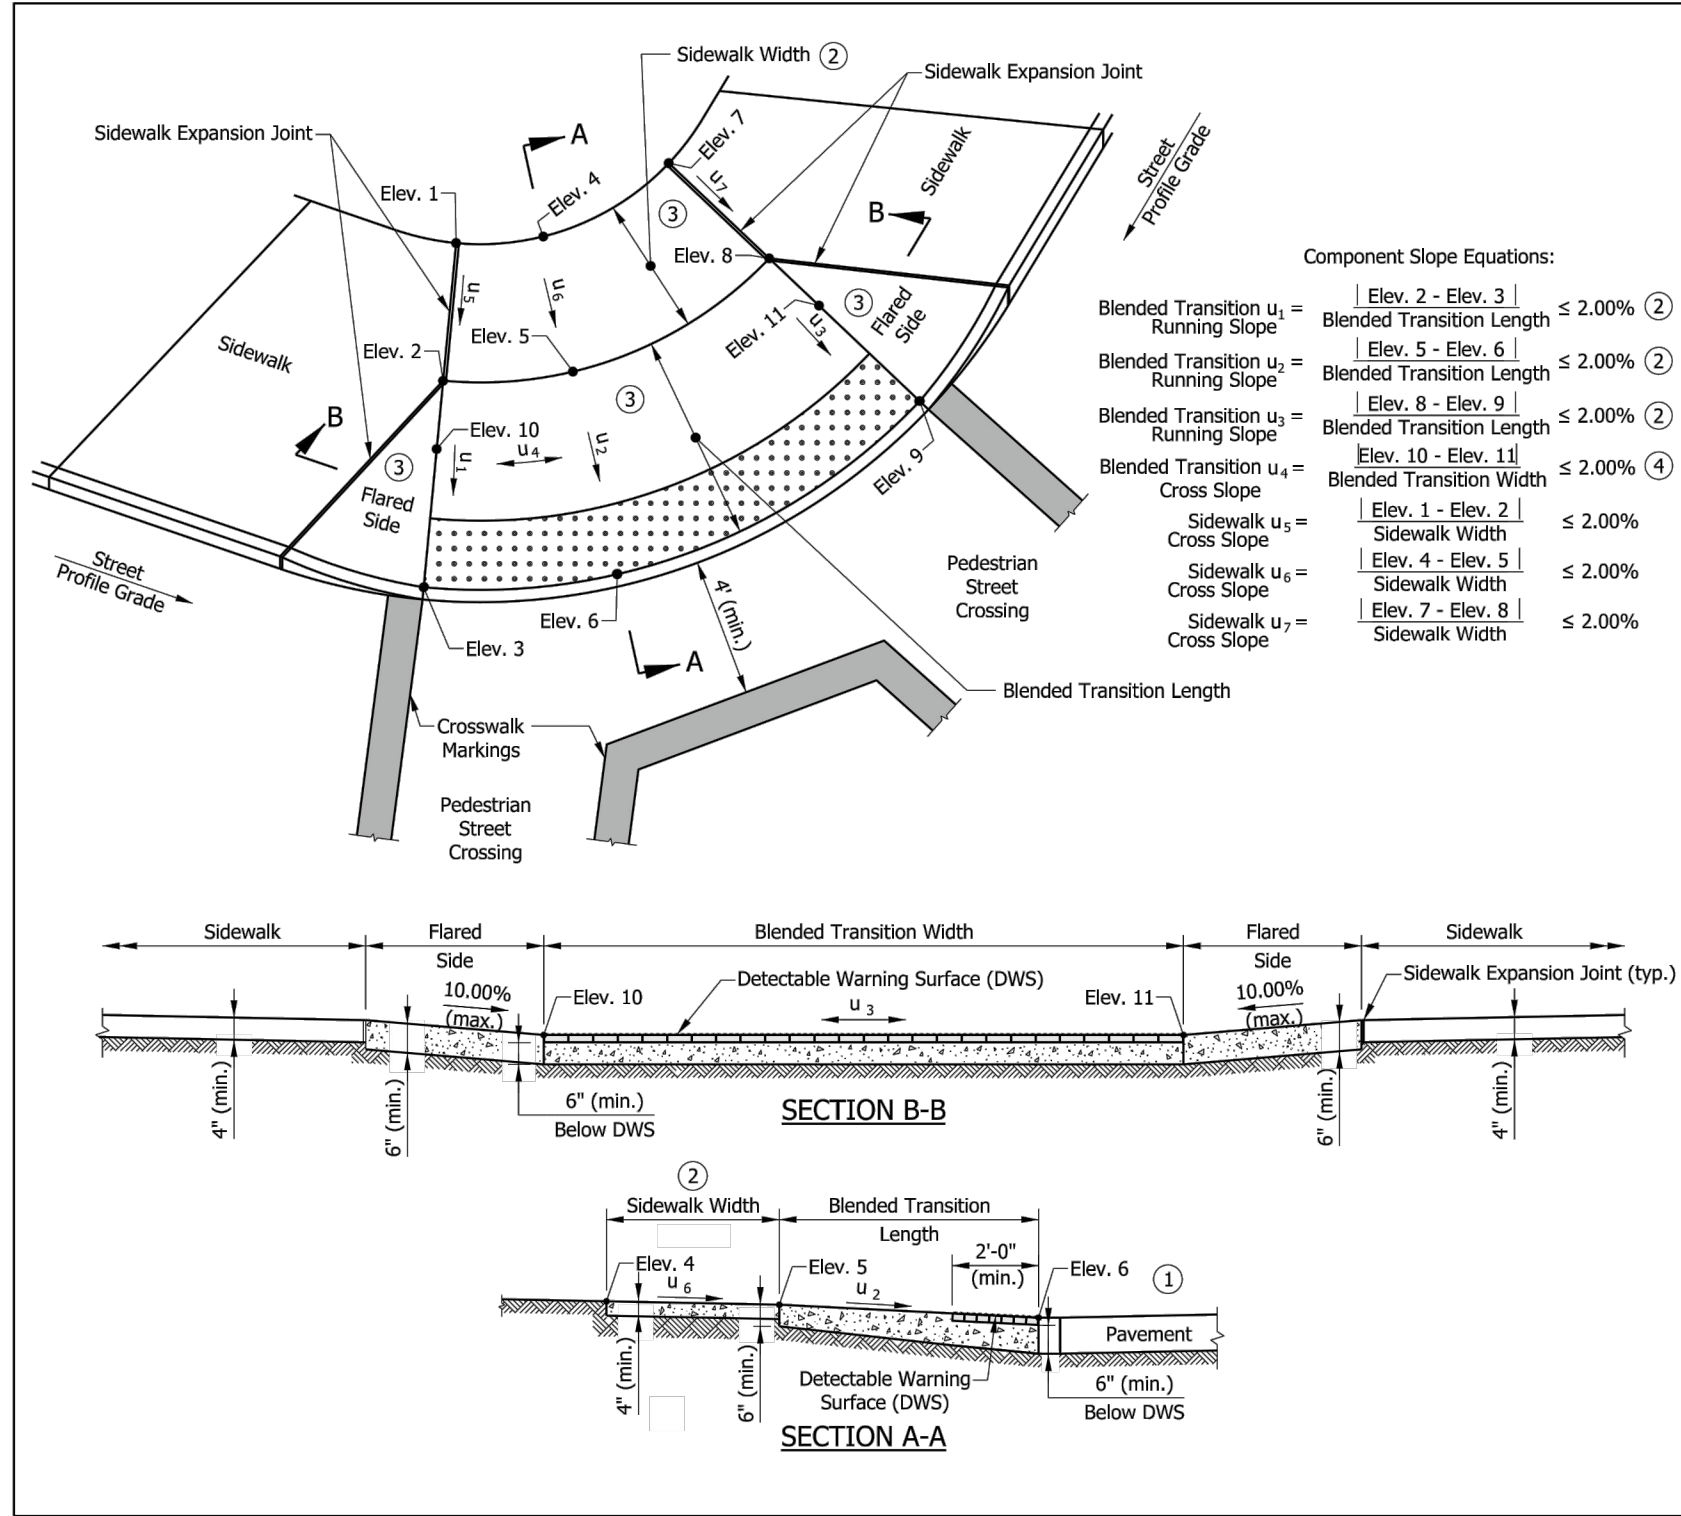 Sidewalk Width 2
Sidewalk Expansion Joint
Sidewalk Expansion Joint
A
Elev. 7
Elev. 4
Elev. 1
u7
Sidewalk
Street
Profile Grade
3
B
Elev. 8
u5
u6
Elev. 11
u3
3
Flared
Side
Elev. 5
Elev. 2
Sidewalk
B
3
Elev. 10
u4
u1
u2
3
Flared
Side
Elev. 9
Street
Profile Grade
Elev. 6
4' (min.)
Elev. 3
A
Pedestrian
Street
Crossing
Blended Transition Length
Crosswalk
Markings
Pedestrian
Street
Crossing
Component Slope Equations:
Blended Transition u1 = | Elev. 2 - Elev. 3 | ≤ 2.00% 2
Running Slope Blended Transition Length
Blended Transition u2 = | Elev. 5 - Elev. 6 | ≤ 2.00% 2
Running Slope Blended Transition Length
Blended Transition u3 = | Elev. 8 - Elev. 9 | ≤ 2.00% 2
Running Slope Blended Transition Length
Blended Transition u4 = |Elev. 10 - Elev. 11| ≤ 2.00% 4
Cross Slope Blended Transition Width
Sidewalk u5 = | Elev. 1 - Elev. 2 | ≤ 2.00%
Cross Slope Sidewalk Width
Sidewalk u6 = | Elev. 4 - Elev. 5 | ≤ 2.00%
Cross Slope Sidewalk Width
Sidewalk u7 = | Elev. 7 - Elev. 8 | ≤ 2.00%
Cross Slope Sidewalk Width
Sidewalk
Flared
Side
Blended Transition Width
Flared
Side
Sidewalk
10.00%
(max.)
Elev. 10
Detectable Warning Surface (DWS)
u 3
Elev. 11
10.00%
(max.)
Sidewalk Expansion Joint (typ.)
4" (min.)
6" (min.)
6" (min.)
Below DWS
6" (min.)
4" (min.)
SECTION B-B
2
Sidewalk Width
Blended Transition
Length
2'-0"
(min.)
Elev. 4
u 6
Elev. 5
u 2
Elev. 6
1
Pavement
4" (min.)
6" (min.)
Detectable Warning
Surface (DWS)
6" (min.)
Below DWS
SECTION A-A